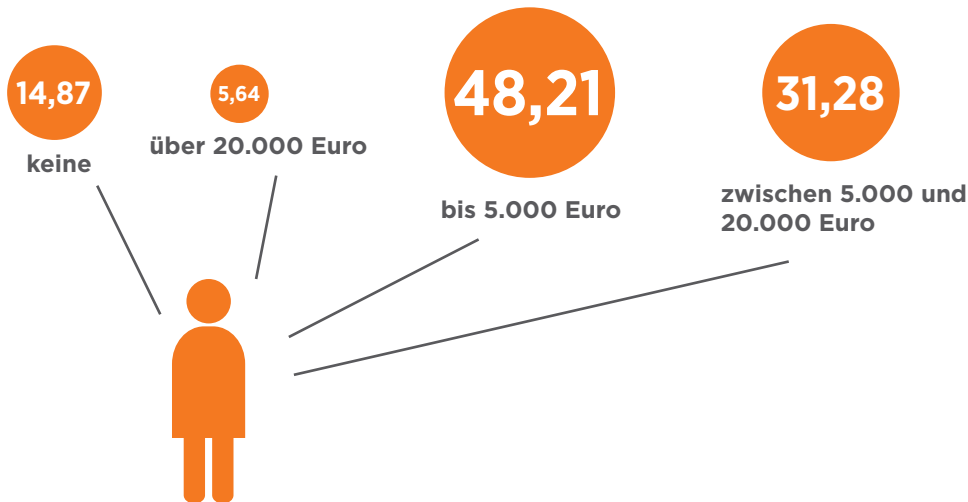 14,87
keine
5,64
über 20.000 Euro
48,21
bis 5.000 Euro
31,28
zwischen 5.000 und
20.000 Euro